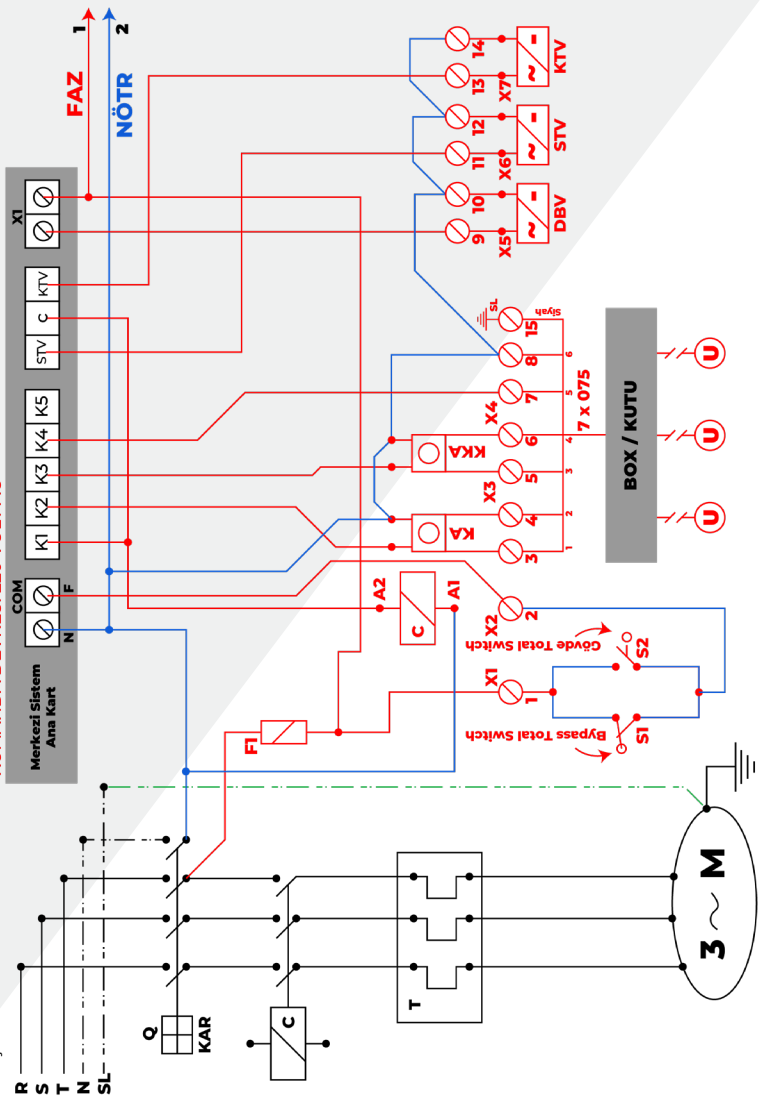 FAZ
1
NÖTR
2
X1
KTV
C
STV
K5
K4
K3
K2
K1
COM
F
N
Merkezi Sistem
Ana Kart
14
13
X7
KTV
12
11
X6
STV
10
9
X5
DBV
SL
15
Siyah
8
6
7
5
X4
7 x 075
6
4
KKA
5
3
X3
4
2
KA
3
1
BOX / KUTU
U
U
U
A2
C
A1
X2
2
Gövde Total Switch
S2
X1
1
Bypass Total Switch
S1
F1
R
S
T
N
SL
Q
KAR
C
T
3 ~ M